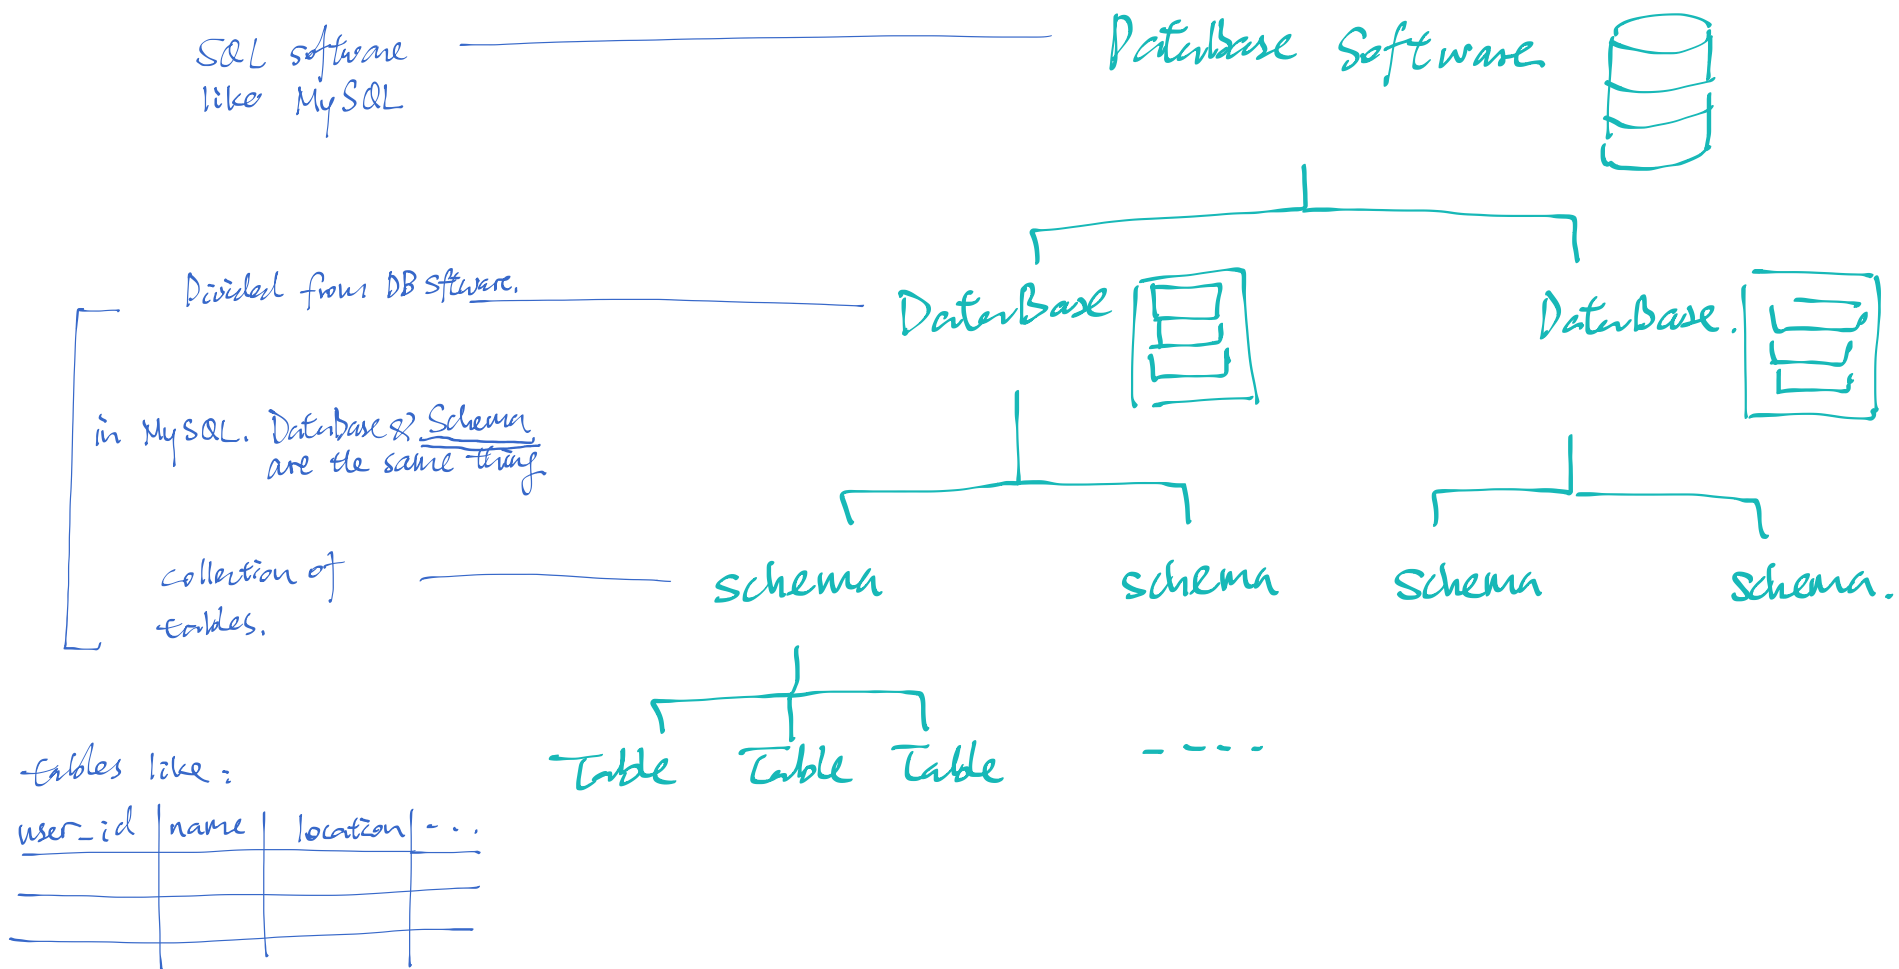 SQL software
like MySQL
DataBase Software
Divided from DB Sftware.
DataBase
DataBase.
in MySQL. DataBase & Schema
are the same thing
collection of
tables.
schema
schema
schema
schema.
Table Table Table ----
tables like:
user_id name location ...